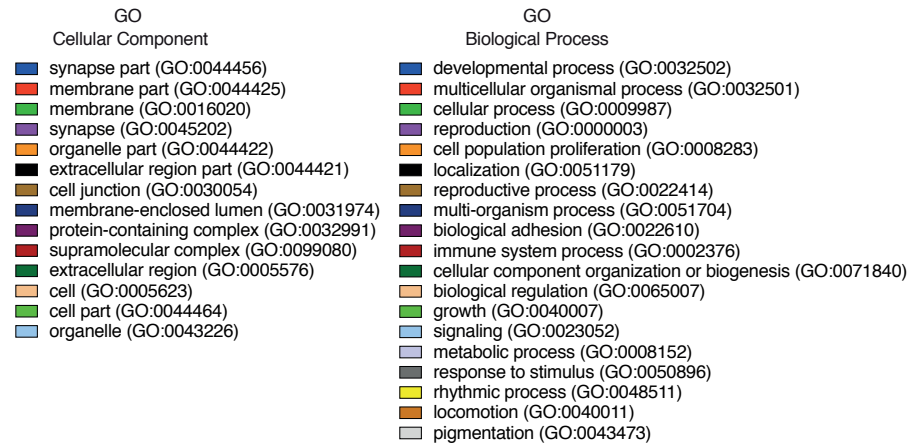 GO
Cellular Component
synapse part (GO:0044456)
membrane part (GO:0044425)
membrane (GO:0016020)
synapse (GO:0045202)
organelle part (GO:0044422)
extracellular region part (GO:0044421)
cell junction (GO:0030054)
membrane-enclosed lumen (GO:0031974)
protein-containing complex (GO:0032991)
supramolecular complex (GO:0099080)
extracellular region (GO:0005576)
cell (GO:0005623)
cell part (GO:0044464)
organelle (GO:0043226)
GO
Biological Process
developmental process (GO:0032502)
multicellular organismal process (GO:0032501)
cellular process (GO:0009987)
reproduction (GO:0000003)
cell population proliferation (GO:0008283)
localization (GO:0051179)
reproductive process (GO:0022414)
multi-organism process (GO:0051704)
biological adhesion (GO:0022610)
immune system process (GO:0002376)
cellular component organization or biogenesis (GO:0071840)
biological regulation (GO:0065007)
growth (GO:0040007)
signaling (GO:0023052)
metabolic process (GO:0008152)
response to stimulus (GO:0050896)
rhythmic process (GO:0048511)
locomotion (GO:0040011)
pigmentation (GO:0043473)